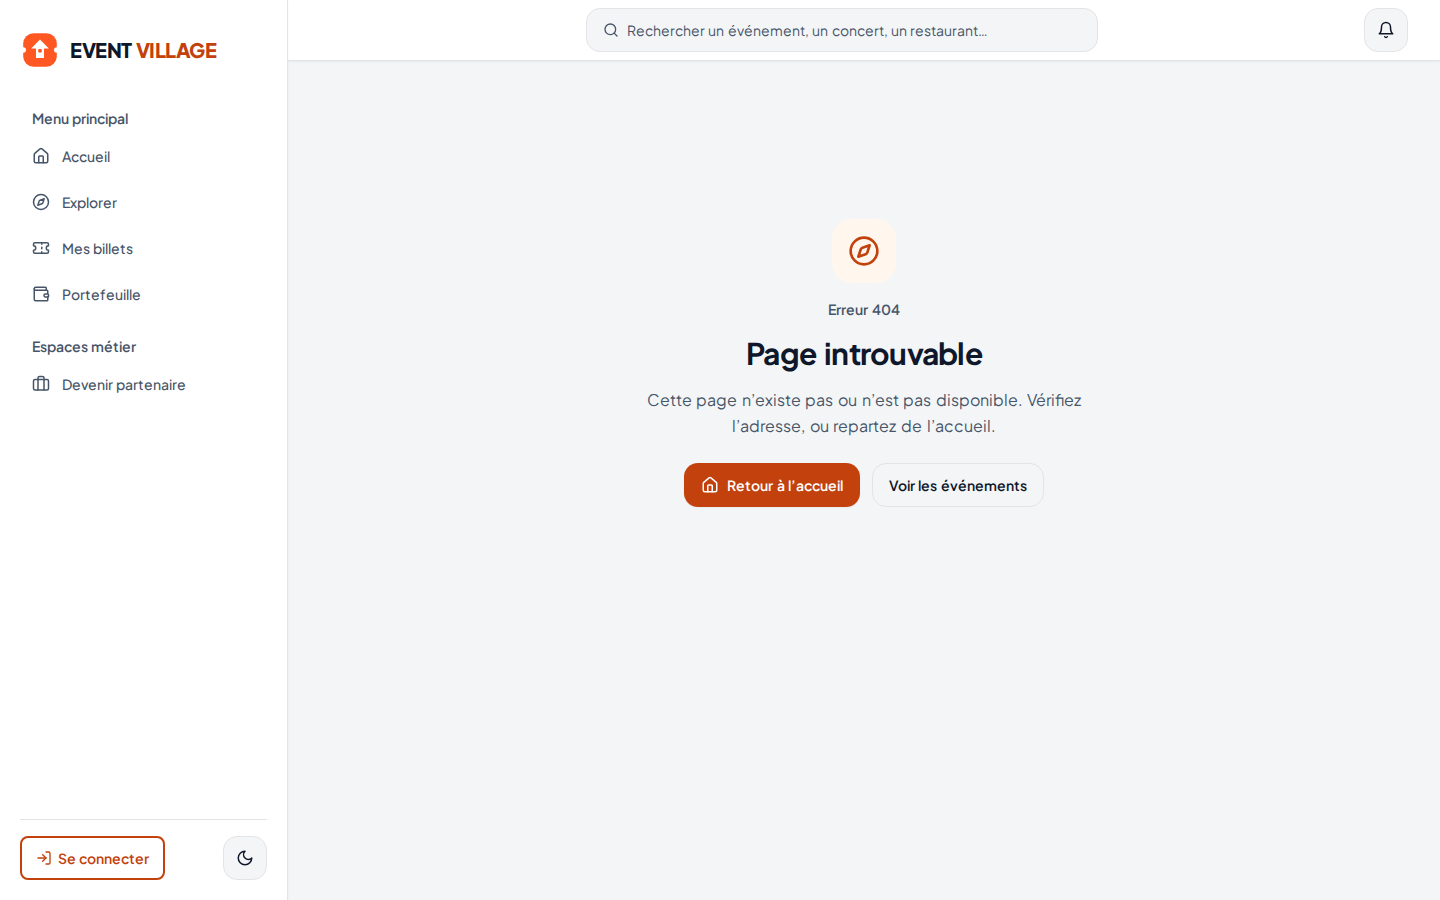 EVENT VILLAGE
Rechercher un événement, un concert, un restaurant...
Menu principal
Accueil
Explorer
Mes billets
Portefeuille
Espaces métier
Devenir partenaire
Erreur 404
Page introuvable
Cette page n’existe pas ou n’est pas disponible. Vérifiez
l’adresse, ou repartez de l’accueil.
Retour à l’accueil
Voir les événements
Se connecter